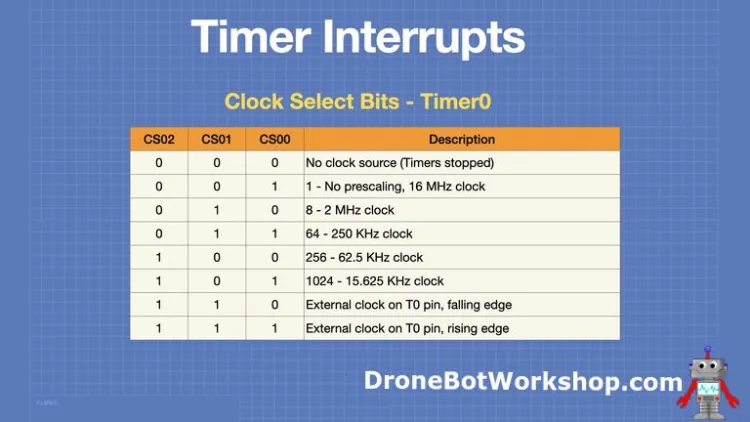 Timer Interrupts
Clock Select Bits - Timer0
CS02 CS01 CS00 Description
0 0 0 No clock source (Timers stopped)
0 0 1 1 - No prescaling, 16 MHz clock
0 1 0 8 - 2 MHz clock
0 1 1 64 - 250 KHz clock
1 0 0 256 - 62.5 KHz clock
1 0 1 1024 - 15.625 KHz clock
1 1 0 External clock on T0 pin, falling edge
1 1 1 External clock on T0 pin, rising edge
DroneBotWorkshop.com